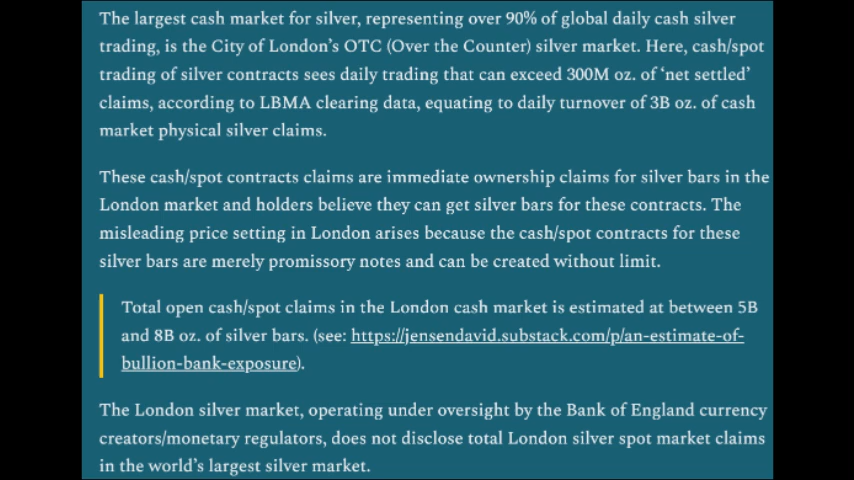 The largest cash market for silver, representing over 90% of global daily cash silver
trading, is the City of London's OTC (Over the Counter) silver market. Here, cash/spot
trading of silver contracts sees daily trading that can exceed 300M oz. of 'net settled'
claims, according to LBMA clearing data, equating to daily turnover of 3B oz. of cash
market physical silver claims.
These cash/spot contracts claims are immediate ownership claims for silver bars in the
London market and holders believe they can get silver bars for these contracts. The
misleading price setting in London arises because the cash/spot contracts for these
silver bars are merely promissory notes and can be created without limit.
Total open cash/spot claims in the London cash market is estimated at between 5B
and 8B oz. of silver bars. (see: https://jensendavid.substack.com/p/an-estimate-of-
bullion-bank-exposure).
The London silver market, operating under oversight by the Bank of England currency
creators/monetary regulators, does not disclose total London silver spot market claims
in the world's largest silver market.